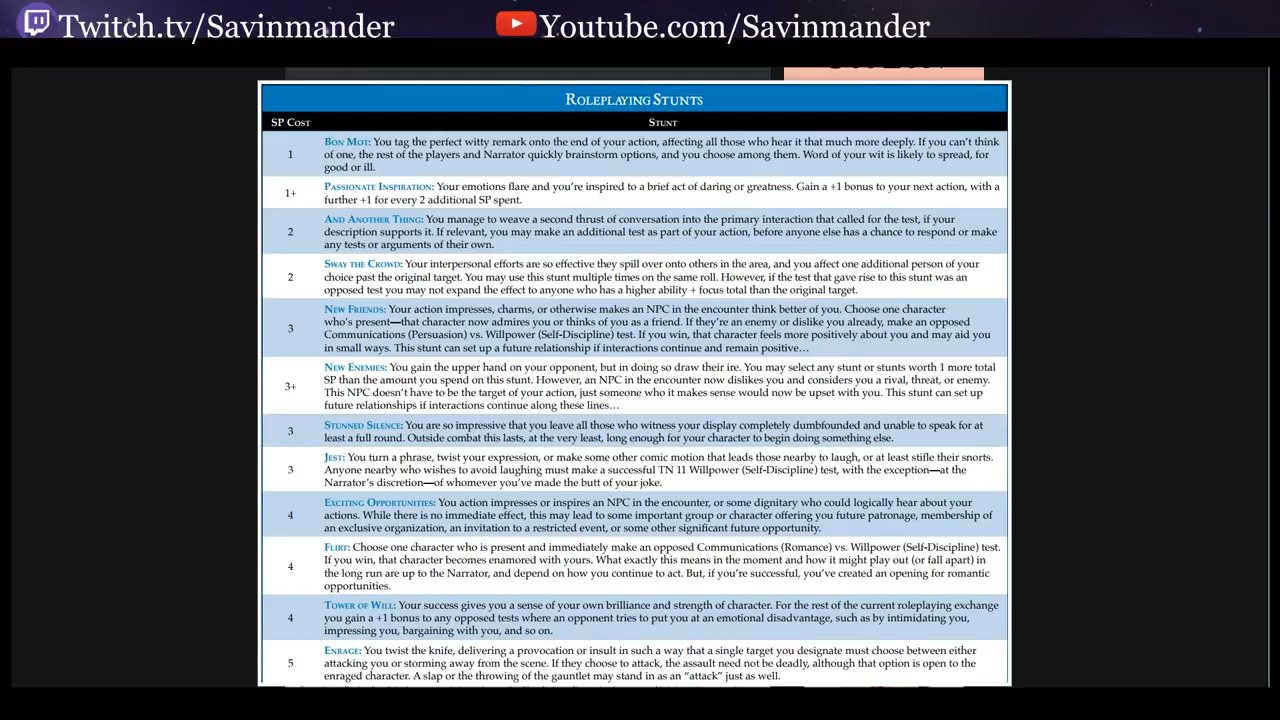 Twitch.tv/Savinmander Youtube.com/Savinmander
Roleplaying Stunts
SP Cost Stunt
1 Bon Mot: You tag the perfect witty remark onto the end of your action, affecting all those who hear it that much more deeply. If you can't think
of one, the rest of the players and Narrator quickly brainstorm options, and you choose among them. Word of your wit is likely to spread, for
good or ill.
1+ Passionate Inspiration: Your emotions flare and you're inspired to a brief act of daring or greatness. Gain a +1 bonus to your next action, with a
further +1 for every 2 additional SP spent.
2 And Another Thing: You manage to weave a second thrust of conversation into the primary interaction that called for the test, if your
description supports it. If relevant, you may make an additional test as part of your action, before anyone else has a chance to respond or make
any tests or arguments of their own.
2 Sway the Crowd: Your interpersonal efforts are so effective they spill over onto others in the area, and you affect one additional person of your
choice past the original target. You may use this stunt multiple times on the same roll. However, if the test that gave rise to this stunt was an
opposed test you may not expand the effect to anyone who has a higher ability + focus total than the original target.
3 New Friends: Your action impresses, charms, or otherwise makes an NPC in the encounter think better of you. Choose one character
who's present—that character now admires you or thinks of you as a friend. If they're an enemy or dislike you already, make an opposed
Communications (Persuasion) vs. Willpower (Self-Discipline) test. If you win, that character feels more positively about you and may aid you
in small ways. This stunt can set up a future relationship if interactions continue and remain positive…
3+ New Enemies: You gain the upper hand on your opponent, but in doing so draw their ire. You may select any stunt or stunts worth 1 more total
SP than the amount you spend on this stunt. However, an NPC in the encounter now dislikes you and considers you a rival, threat, or enemy.
This NPC doesn't have to be the target of your action, just someone who it makes sense would now be upset with you. This stunt can set up
future relationships if interactions continue along these lines…
3 Stunned Silence: You are so impressive that you leave all those who witness your display completely dumbfounded and unable to speak for at
least a full round. Outside combat this lasts, at the very least, long enough for your character to begin doing something else.
3 Jest: You turn a phrase, twist your expression, or make some other comic motion that leads those nearby to laugh, or at least stifle their snorts.
Anyone nearby who wishes to avoid laughing must make a successful TN 11 Willpower (Self-Discipline) test, with the exception—at the
Narrator's discretion—of whomever you've made the butt of your joke.
4 Exciting Opportunities: You action impresses or inspires an NPC in the encounter, or some dignitary who could logically hear about your
actions. While there is no immediate effect, this may lead to some important group or character offering you future patronage, membership of
an exclusive organization, an invitation to a restricted event, or some other significant future opportunity.
4 Flirt: Choose one character who is present and immediately make an opposed Communications (Romance) vs. Willpower (Self-Discipline) test.
If you win, that character becomes enamored with yours. What exactly this means in the moment and how it might play out (or fall apart) in
the long run are up to the Narrator, and depend on how you continue to act. But, if you're successful, you've created an opening for romantic
opportunities.
4 Tower of Will: Your success gives you a sense of your own brilliance and strength of character. For the rest of the current roleplaying exchange
you gain a +1 bonus to any opposed tests where an opponent tries to put you at an emotional disadvantage, such as by intimidating you,
impressing you, bargaining with you, and so on.
5 Enrage: You twist the knife, delivering a provocation or insult in such a way that a single target you designate must choose between either
attacking you or storming away from the scene. If they choose to attack, the assault need not be deadly, although that option is open to the
enraged character. A slap or the throwing of the gauntlet may stand in as an “attack” just as well.